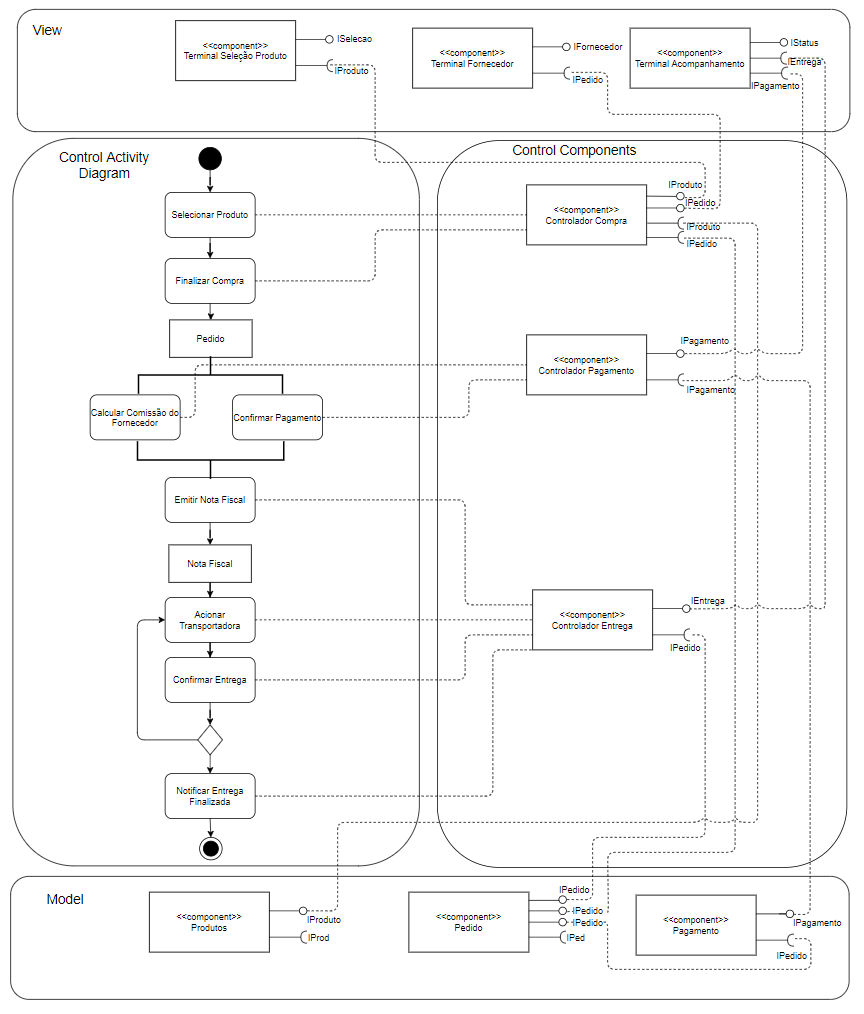 View
<<component>>
Terminal Seleção Produto
ISelecao
IProduto
<<component>>
Terminal Fornecedor
IFornecedor
IPedido
<<component>>
Terminal Acompanhamento
IStatus
IEntrega
IPagamento
Control Activity
Diagram
Selecionar Produto
Finalizar Compra
Pedido
Calcular Comissão do
Fornecedor
Confirmar Pagamento
Emitir Nota Fiscal
Nota Fiscal
Acionar
Transportadora
Confirmar Entrega
Notificar Entrega
Finalizada
Control Components
<<component>>
Controlador Compra
IProduto
IPedido
IProduto
IPedido
<<component>>
Controlador Pagamento
IPagamento
IPagamento
<<component>>
Controlador Entrega
IEntrega
IPedido
Model
<<component>>
Produtos
IProduto
IProd
<<component>>
Pedido
IPedido
IPedido
IPedido
IPed
<<component>>
Pagamento
IPagamento
IPedido